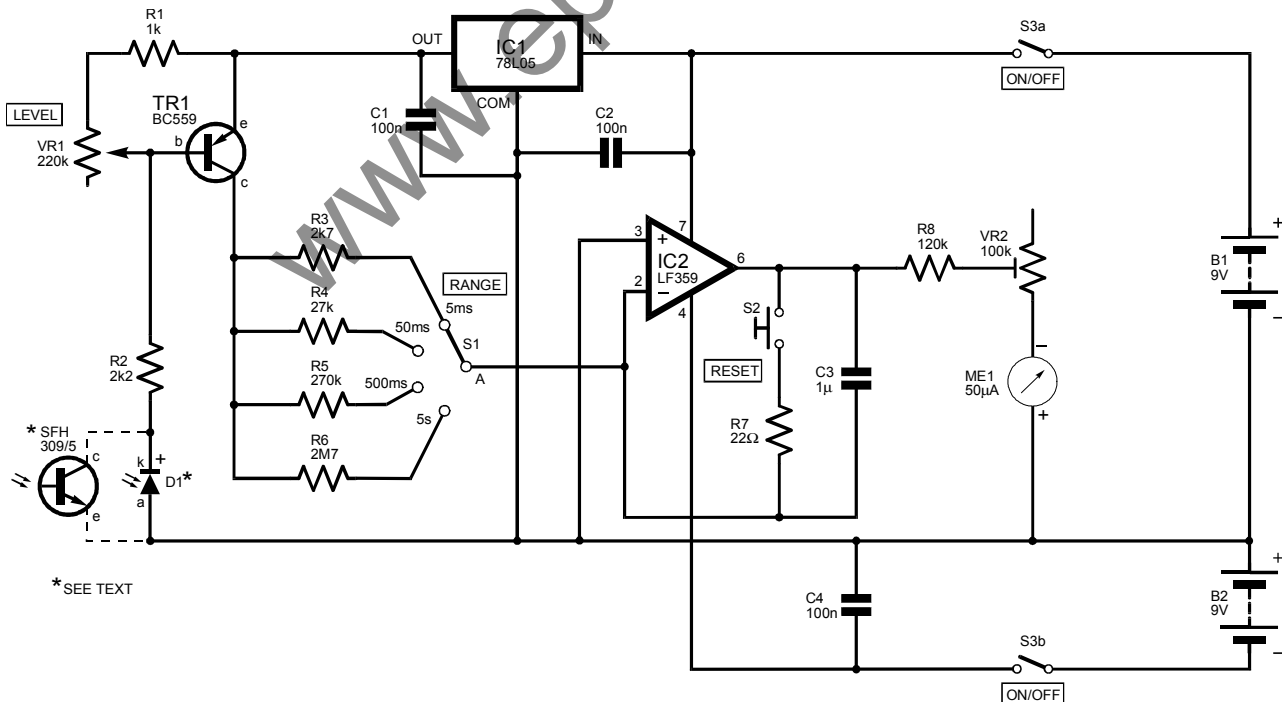 R1
1k
OUT
IC1
78L05
IN
COM
S3a
ON/OFF
LEVEL
VR1
220k
TR1
BC559
b
e
c
C1
100n
C2
100n
R3
2k7
R4
27k
R5
270k
R6
2M7
RANGE
5ms
50ms
500ms
5s
S1
A
3
+
2
−
7
4
6
IC2
LF359
R8
120k
VR2
100k
S2
RESET
R7
22Ω
C3
1µ
−
ME1
50µA
+
+
B1
9V
−
R2
2k2
* SFH
309/5
c
e
k
+
a
D1*
*SEE TEXT
C4
100n
+
B2
9V
−
S3b
ON/OFF
www.ep